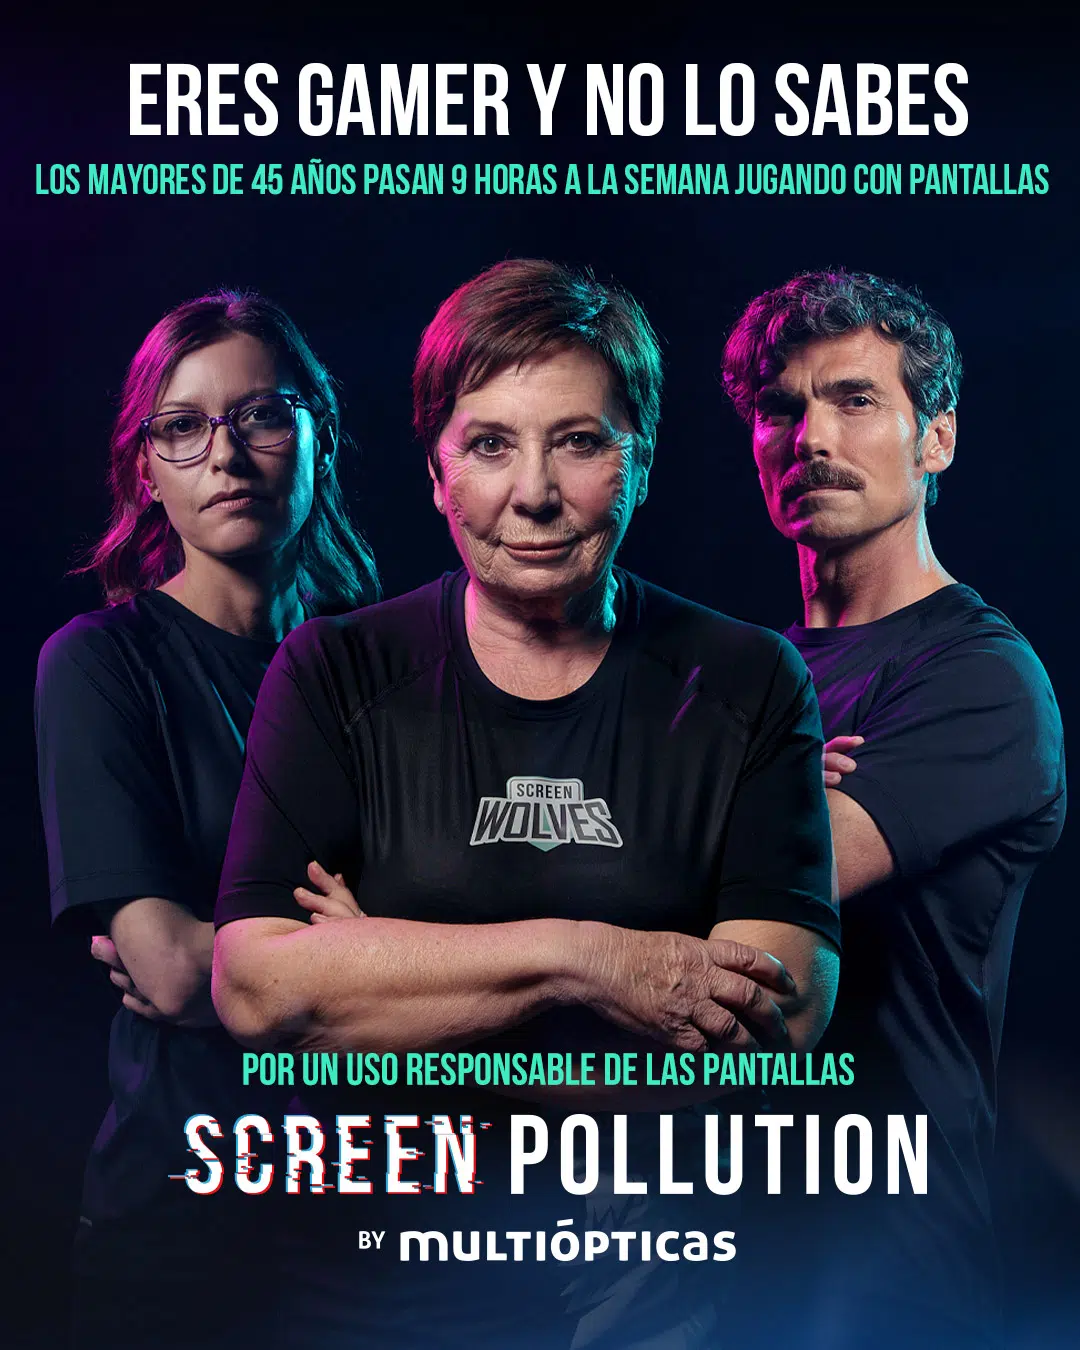 ERES GAMER Y NO LO SABES
LOS MAYORES DE 45 AÑOS PASAN 9 HORAS A LA SEMANA JUGANDO CON PANTALLAS
SCREEN
WOLVES
POR UN USO RESPONSABLE DE LAS PANTALLAS
SCREEN POLLUTION
BY MULTIÓPTICAS